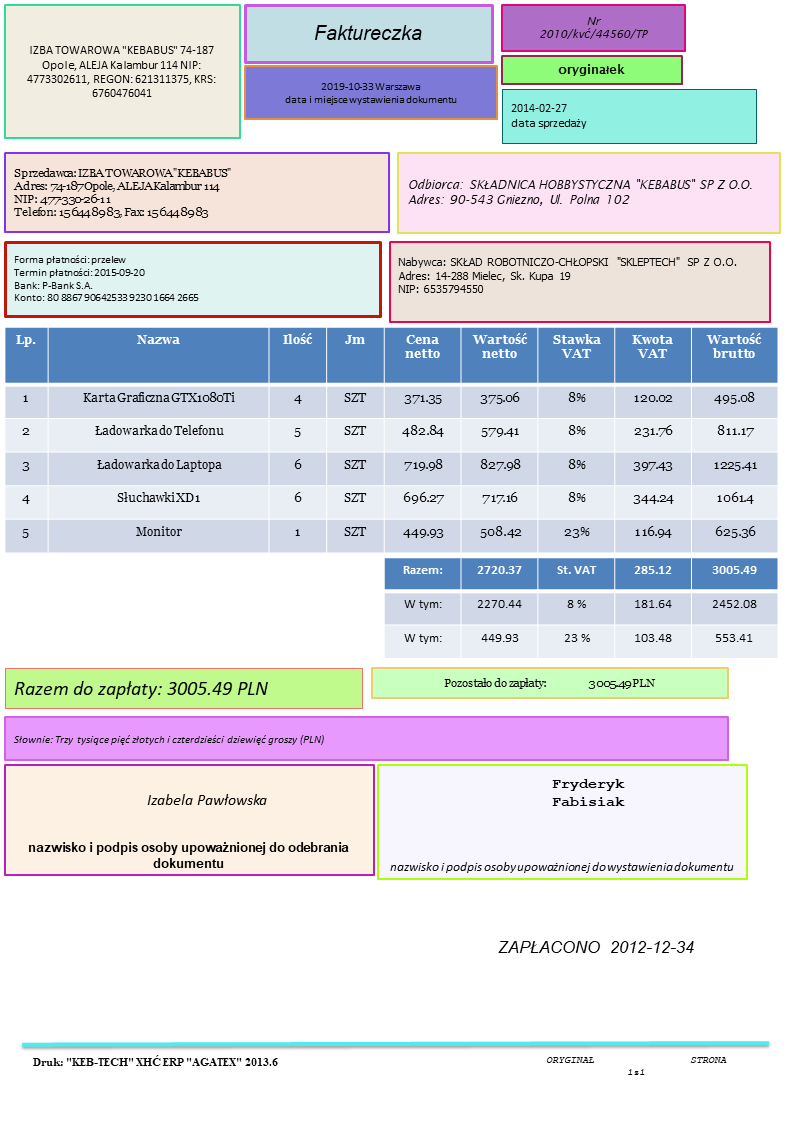 IZBA TOWAROWA "KEBABUS" 74-187
Opole, ALEJA Kalambur 114 NIP:
4773302611, REGON: 621311375, KRS:
6760476041
Faktureczka
2019-10-33 Warszawa
data i miejsce wystawienia dokumentu
Nr
2010/kvć/44560/TP
oryginałek
2014-02-27
data sprzedaży
Sprzedawca: IZBA TOWAROWA "KEBABUS"
Adres: 74-187 Opole, ALEJA Kalambur 114
NIP: 477-330-26-11
Telefon: 156448983, Fax: 156448983
Odbiorca: SKŁADNICA HOBBYSTYCZNA "KEBABUS" SP Z O.O.
Adres: 90-543 Gniezno, Ul. Polna 102
Forma płatności: przelew
Termin płatności: 2015-09-20
Bank: P-Bank S.A.
Konto: 80 8867 90642533 9230 1664 2665
Nabywca: SKŁAD ROBOTNICZO-CHŁOPSKI "SKLEPTECH" SP Z O.O.
Adres: 14-288 Mielec, Sk. Kupa 19
NIP: 6535794550
Lp. Nazwa Ilość Jm Cena netto Wartość netto Stawka VAT Kwota VAT Wartość brutto
1 Karta Graficzna GTX1080Ti 4 SZT 371.35 375.06 8% 120.02 495.08
2 Ładowarka do Telefonu 5 SZT 482.84 579.41 8% 231.76 811.17
3 Ładowarka do Laptopa 6 SZT 719.98 827.98 8% 397.43 1225.41
4 Słuchawki XD1 6 SZT 696.27 717.16 8% 344.24 1061.4
5 Monitor 1 SZT 449.93 508.42 23% 116.94 625.36
Razem: 2720.37 St. VAT 285.12 3005.49
W tym: 2270.44 8 % 181.64 2452.08
W tym: 449.93 23 % 103.48 553.41
Razem do zapłaty: 3005.49 PLN
Pozostało do zapłaty: 3005.49 PLN
Słownie: Trzy tysiące pięć złotych i czterdzieści dziewięć groszy (PLN)
Izabela Pawłowska
nazwisko i podpis osoby upoważnionej do odebrania
dokumentu
Fryderyk
Fabisiak
nazwisko i podpis osoby upoważnionej do wystawienia dokumentu
ZAPŁACONO 2012-12-34
Druk: "KEB-TECH" XHĆ ERP "AGATEX" 2013.6
ORYGINAŁ STRONA
1 z 1